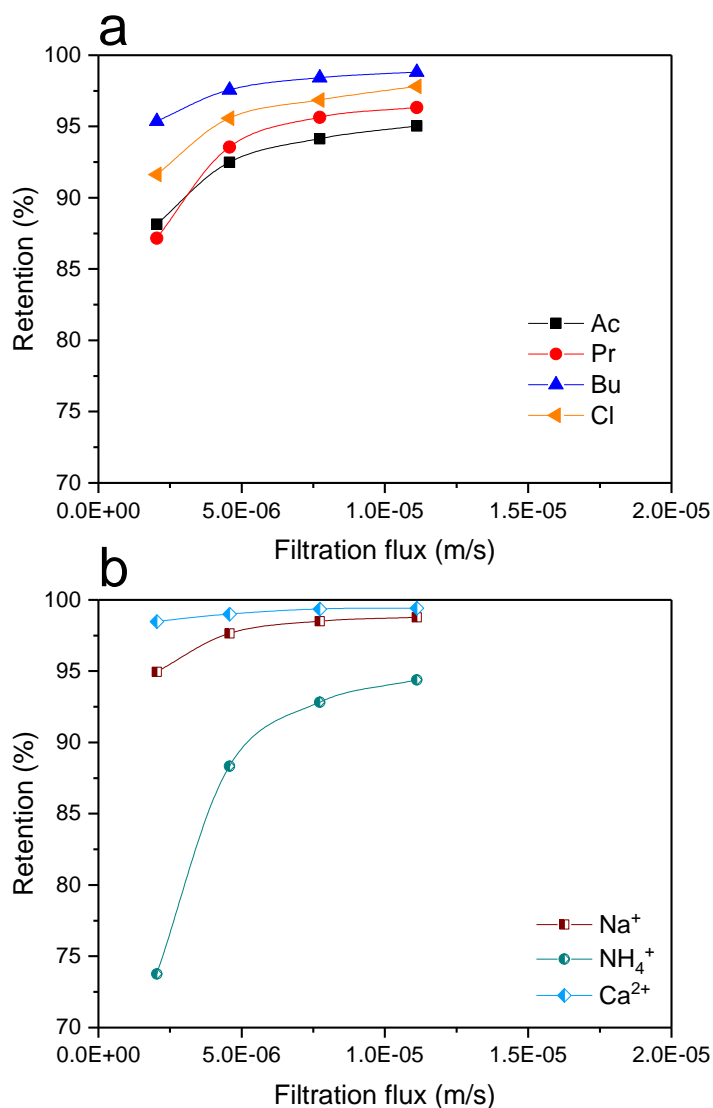 a
100
95
90
85
80
75
70
Retention (%)
Ac
Pr
Bu
Cl
0.0E+00 5.0E-06 1.0E-05 1.5E-05 2.0E-05
Filtration flux (m/s)
b
100
95
90
85
80
75
70
Retention (%)
Na⁺
NH₄⁺
Ca²⁺
0.0E+00 5.0E-06 1.0E-05 1.5E-05 2.0E-05
Filtration flux (m/s)